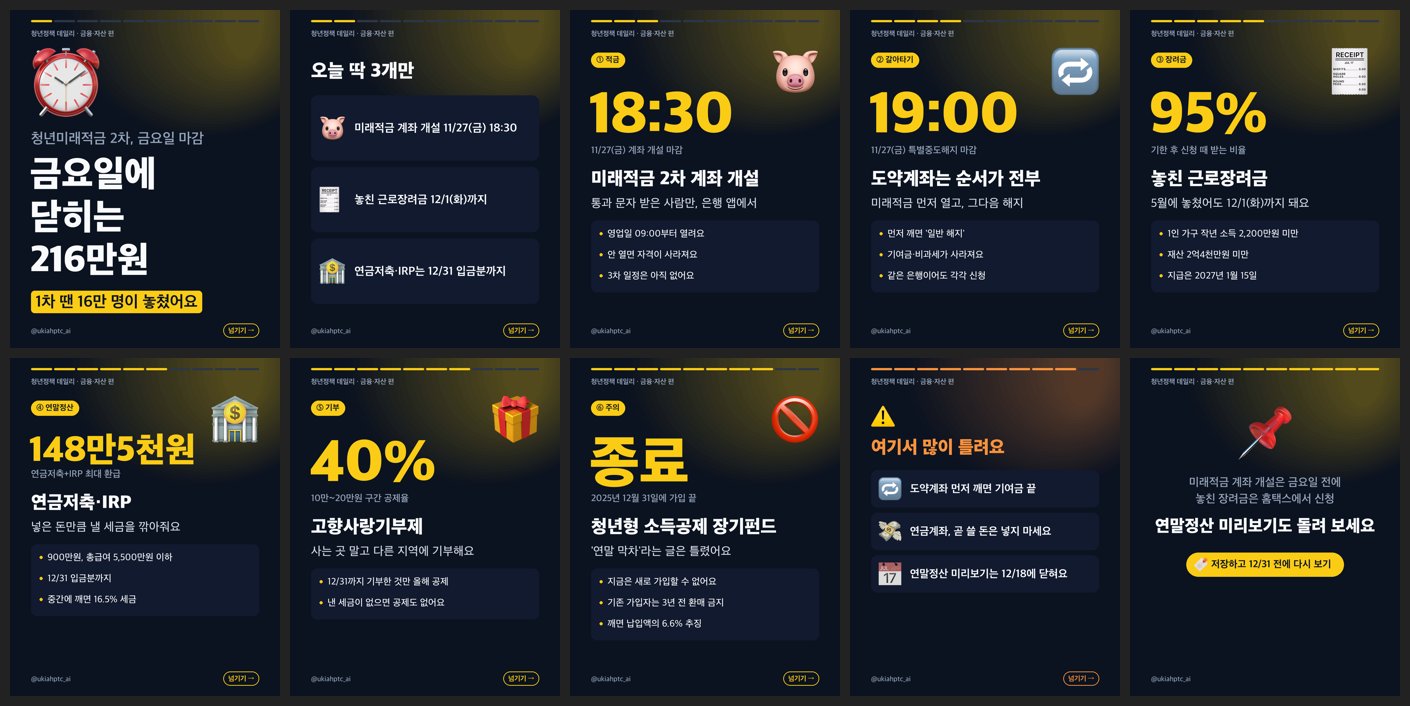 청년정책 데일리 · 금융·자산 편
청년미래적금 2차, 금요일 마감
금요일에
닫히는
216만원
1차 땐 16만 명이 놓쳤어요
@ukiahptc_ai
넘기기 →
청년정책 데일리 · 금융·자산 편
오늘 딱 3개만
미래적금 계좌 개설 11/27(금) 18:30
놓친 근로장려금 12/1(화)까지
연금저축·IRP는 12/31 입금분까지
@ukiahptc_ai
넘기기 →
청년정책 데일리 · 금융·자산 편
① 적금
18:30
11/27(금) 계좌 개설 마감
미래적금 2차 계좌 개설
통과 문자 받은 사람만, 은행 앱에서
• 영업일 09:00부터 열려요
• 안 열면 자격이 사라져요
• 3차 일정은 아직 없어요
@ukiahptc_ai
넘기기 →
청년정책 데일리 · 금융·자산 편
② 갈아타기
19:00
11/27(금) 특별중도해지 마감
도약계좌는 순서가 전부
미래적금 먼저 열고, 그다음 해지
• 먼저 깨면 '일반 해지'
• 기여금·비과세가 사라져요
• 같은 은행이어도 각각 신청
@ukiahptc_ai
넘기기 →
청년정책 데일리 · 금융·자산 편
③ 장려금
RECEIPT
95%
기한 후 신청 때 받는 비율
놓친 근로장려금
5월에 놓쳤어도 12/1(화)까지 돼요
• 1인 가구 작년 소득 2,200만원 미만
• 재산 2억4천만원 미만
• 지급은 2027년 1월 15일
@ukiahptc_ai
넘기기 →
청년정책 데일리 · 금융·자산 편
④ 연말정산
148만5천원
연금저축+IRP 최대 환급
연금저축·IRP
넣은 돈만큼 낼 세금을 깎아줘요
• 900만원, 총급여 5,500만원 이하
• 12/31 입금분까지
• 중간에 깨면 16.5% 세금
@ukiahptc_ai
넘기기 →
청년정책 데일리 · 금융·자산 편
⑤ 기부
40%
10만~20만원 구간 공제율
고향사랑기부제
사는 곳 말고 다른 지역에 기부해요
• 12/31까지 기부한 것만 올해 공제
• 낸 세금이 없으면 공제도 없어요
@ukiahptc_ai
넘기기 →
청년정책 데일리 · 금융·자산 편
⑥ 주의
종료
2025년 12월 31일에 가입 끝
청년형 소득공제 장기펀드
'연말 막차'라는 글은 틀렸어요
• 지금은 새로 가입할 수 없어요
• 기존 가입자는 3년 전 환매 금지
• 깨면 납입액의 6.6% 추징
@ukiahptc_ai
넘기기 →
청년정책 데일리 · 금융·자산 편
여기서 많이 틀려요
도약계좌 먼저 깨면 기여금 끝
연금계좌, 곧 쓸 돈은 넣지 마세요
17
연말정산 미리보기는 12/18에 닫혀요
@ukiahptc_ai
넘기기 →
청년정책 데일리 · 금융·자산 편
미래적금 계좌 개설은 금요일 전에
놓친 장려금은 홈택스에서 신청
연말정산 미리보기도 돌려 보세요
저장하고 12/31 전에 다시 보기
@ukiahptc_ai